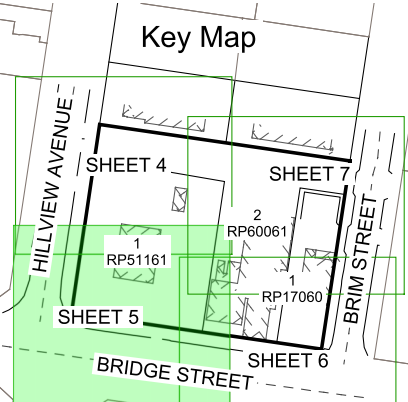 Key Map
HILLVIEW AVENUE
SHEET 4
SHEET 7
2
RP60061
1
RP51161
1
RP17060
BRIM STREET
SHEET 5
SHEET 6
BRIDGE STREET